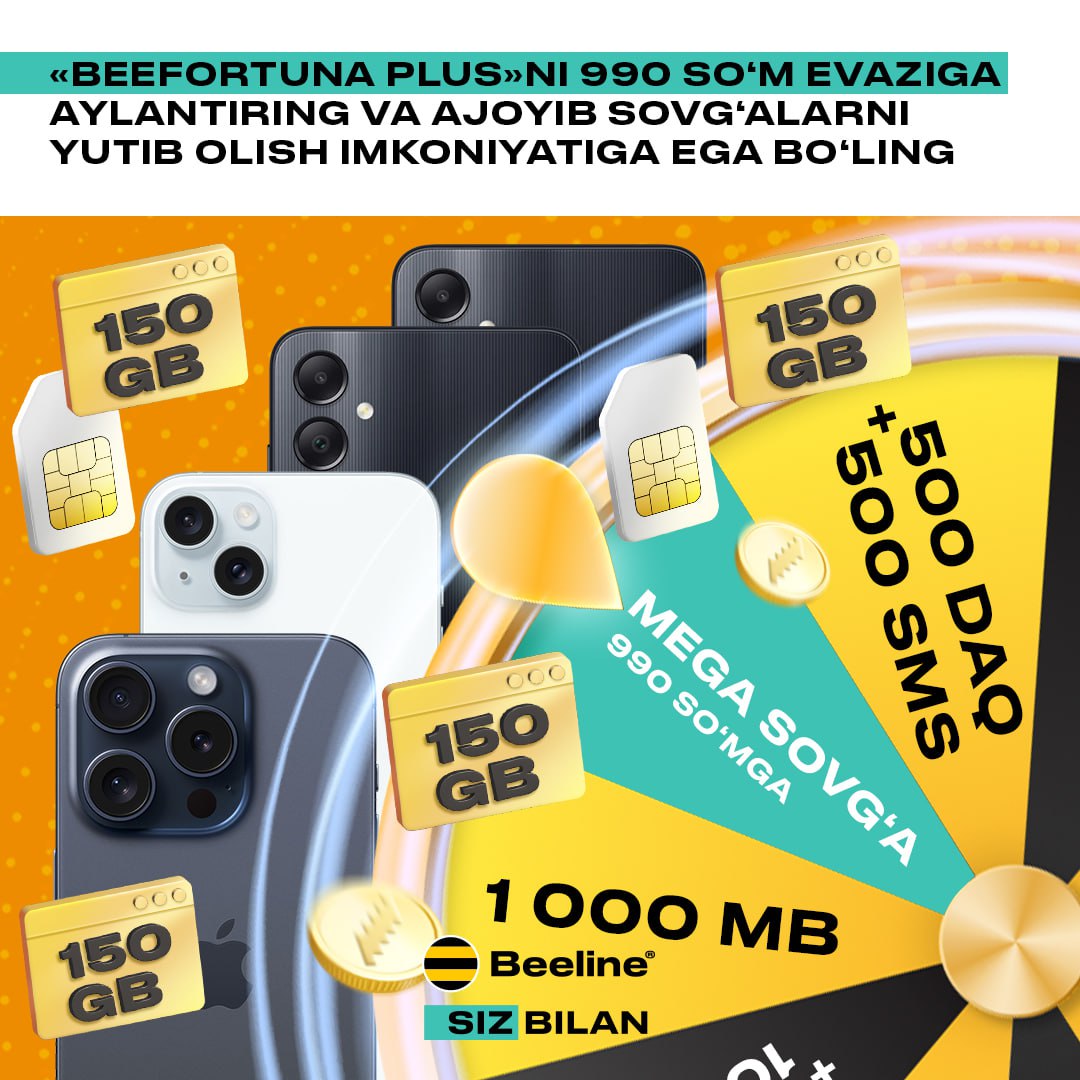 «BEEFORTUNA PLUS»NI 990 SO‘M EVAZIGA
AYLANTIRING VA AJOYIB SOVG‘ALARNI
YUTIB OLISH IMKONIYATIGA EGA BO‘LING
150
GB
150
GB
+500 DAQ
+500 SMS
MEGA SOVG‘A
990 SO‘MGA
150
GB
1 000 MB
150
GB
Beeline®
SIZ BILAN